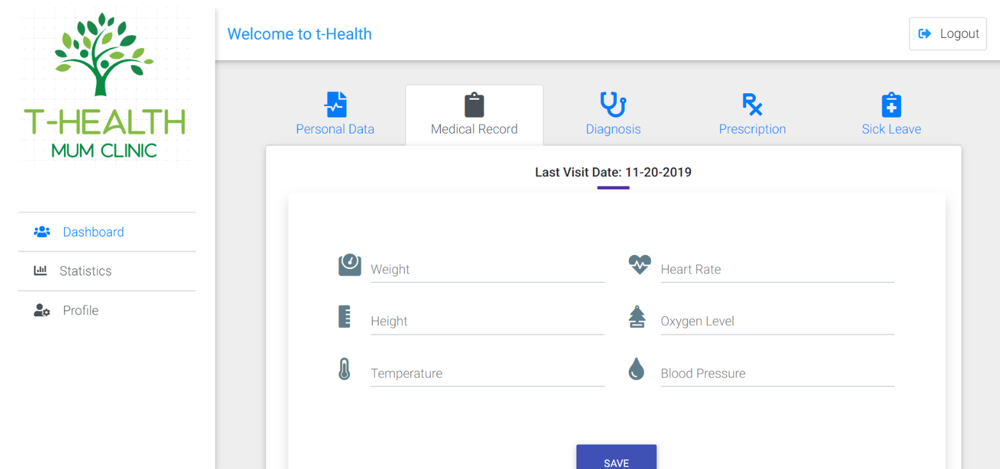 T-HEALTH
MUM CLINIC
Welcome to t-Health
Logout
Personal Data
Medical Record
Diagnosis
Prescription
Sick Leave
Last Visit Date: 11-20-2019
Dashboard
Statistics
Profile
Weight
Heart Rate
Height
Oxygen Level
Temperature
Blood Pressure
SAVE